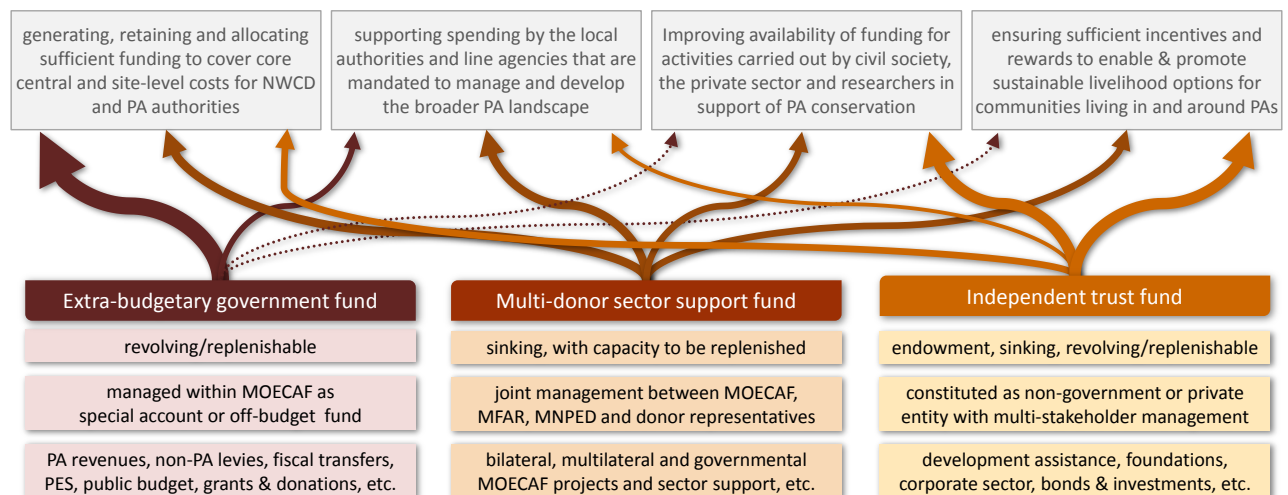 generating, retaining and allocating
sufficient funding to cover core
central and site-level costs for NWCD
and PA authorities
supporting spending by the local
authorities and line agencies that are
mandated to manage and develop
the broader PA landscape
Improving availability of funding for
activities carried out by civil society,
the private sector and researchers in
support of PA conservation
ensuring sufficient incentives and
rewards to enable & promote
sustainable livelihood options for
communities living in and around PAs
Extra-budgetary government fund
revolving/replenishable
managed within MOECAF as
special account or off-budget fund
PA revenues, non-PA levies, fiscal transfers,
PES, public budget, grants & donations, etc.
Multi-donor sector support fund
sinking, with capacity to be replenished
joint management between MOECAF,
MFAR, MNPED and donor representatives
bilateral, multilateral and governmental
MOECAF projects and sector support, etc.
Independent trust fund
endowment, sinking, revolving/replenishable
constituted as non-government or private
entity with multi-stakeholder management
development assistance, foundations,
corporate sector, bonds & investments, etc.